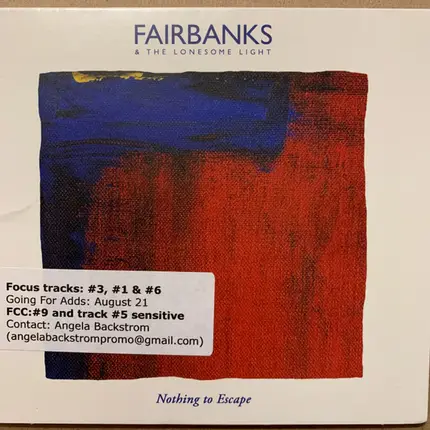 FAIRBANKS
& THE LONESOME LIGHT
Focus tracks: #3, #1 & #6
Going For Adds: August 21
FCC:#9 and track #5 sensitive
Contact: Angela Backstrom
(angelabackstrompromo@gmail.com)
Nothing to Escape